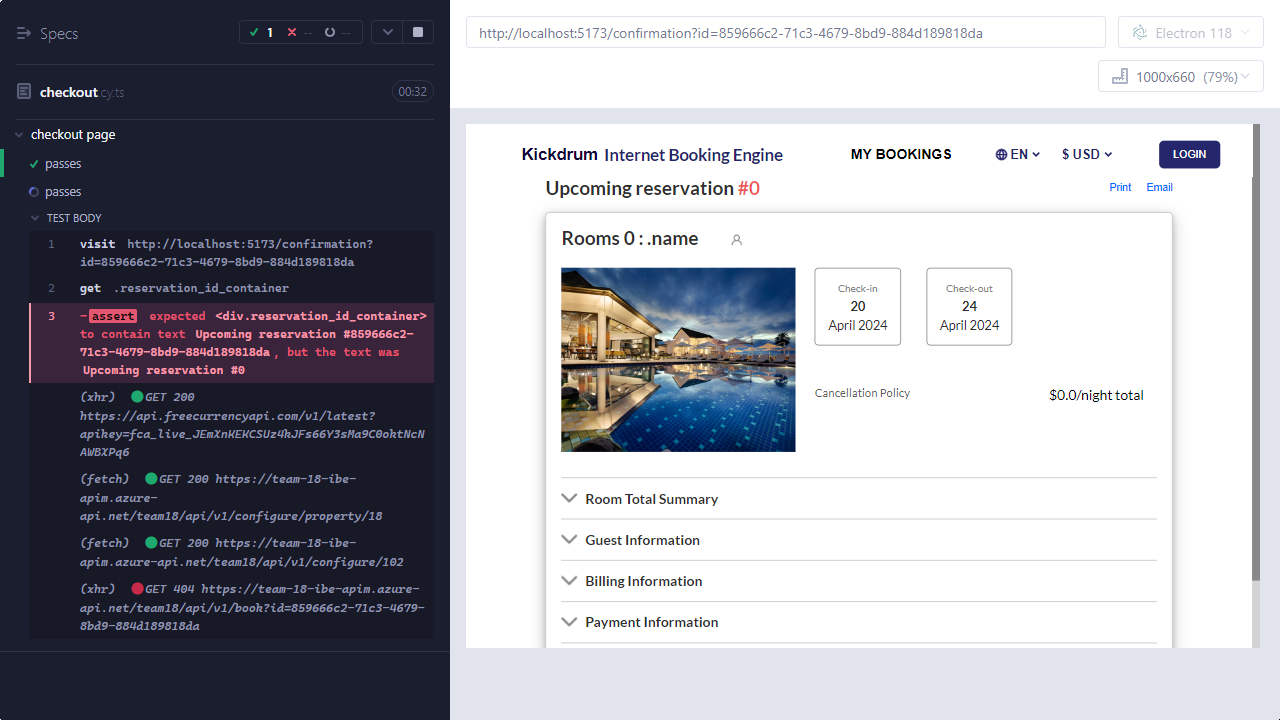 Specs
1
--
--
checkout.cy.ts
00:32
checkout page
passes
passes
TEST BODY
1 visit http://localhost:5173/confirmation?
id=859666c2-71c3-4679-8bd9-884d189818da
2 get .reservation_id_container
3 -assert expected <div.reservation_id_container>
to contain text Upcoming reservation #859666c2-
71c3-4679-8bd9-884d189818da, but the text was
Upcoming reservation #0
(xhr) GET 200
https://api.freecurrencyapi.com/v1/latest?
apikey=fca_live_JEmXnKEKCSUz4kJFs66Y3sMa9C0oktNcN
AWBXPq6
(fetch) GET 200 https://team-18-ibe-
apim.azure-
api.net/team18/api/v1/configure/property/18
(fetch) GET 200 https://team-18-ibe-
apim.azure-api.net/team18/api/v1/configure/102
(xhr) GET 404 https://team-18-ibe-apim.azure-
api.net/team18/api/v1/book?id=859666c2-71c3-4679-
8bd9-884d189818da
http://localhost:5173/confirmation?id=859666c2-71c3-4679-8bd9-884d189818da
Electron 118
1000x660 (79%)
Kickdrum Internet Booking Engine
MY BOOKINGS
EN
$ USD
LOGIN
Upcoming reservation #0
Print
Email
Rooms 0 : .name
Check-in
20
April 2024
Check-out
24
April 2024
Cancellation Policy
$0.0/night total
Room Total Summary
Guest Information
Billing Information
Payment Information